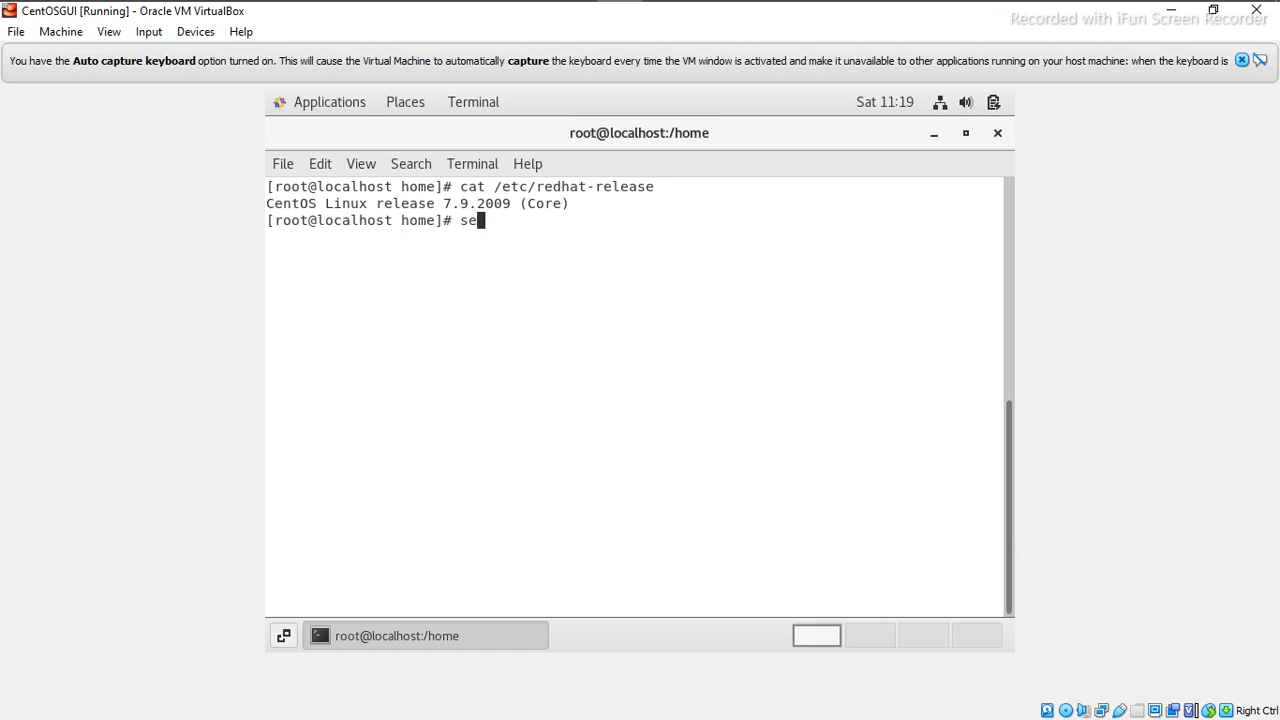 CentOSGUI [Running] - Oracle VM VirtualBox
Recorded with iFun Screen Recorder
File Machine View Input Devices Help
You have the Auto capture keyboard option turned on. This will cause the Virtual Machine to automatically capture the keyboard every time the VM window is activated and make it unavailable to other applications running on your host machine: when the keyboard is
Applications Places Terminal Sat 11:19
root@localhost:/home
File Edit View Search Terminal Help
[root@localhost home]# cat /etc/redhat-release
CentOS Linux release 7.9.2009 (Core)
[root@localhost home]# se
root@localhost:/home
Right Ctrl